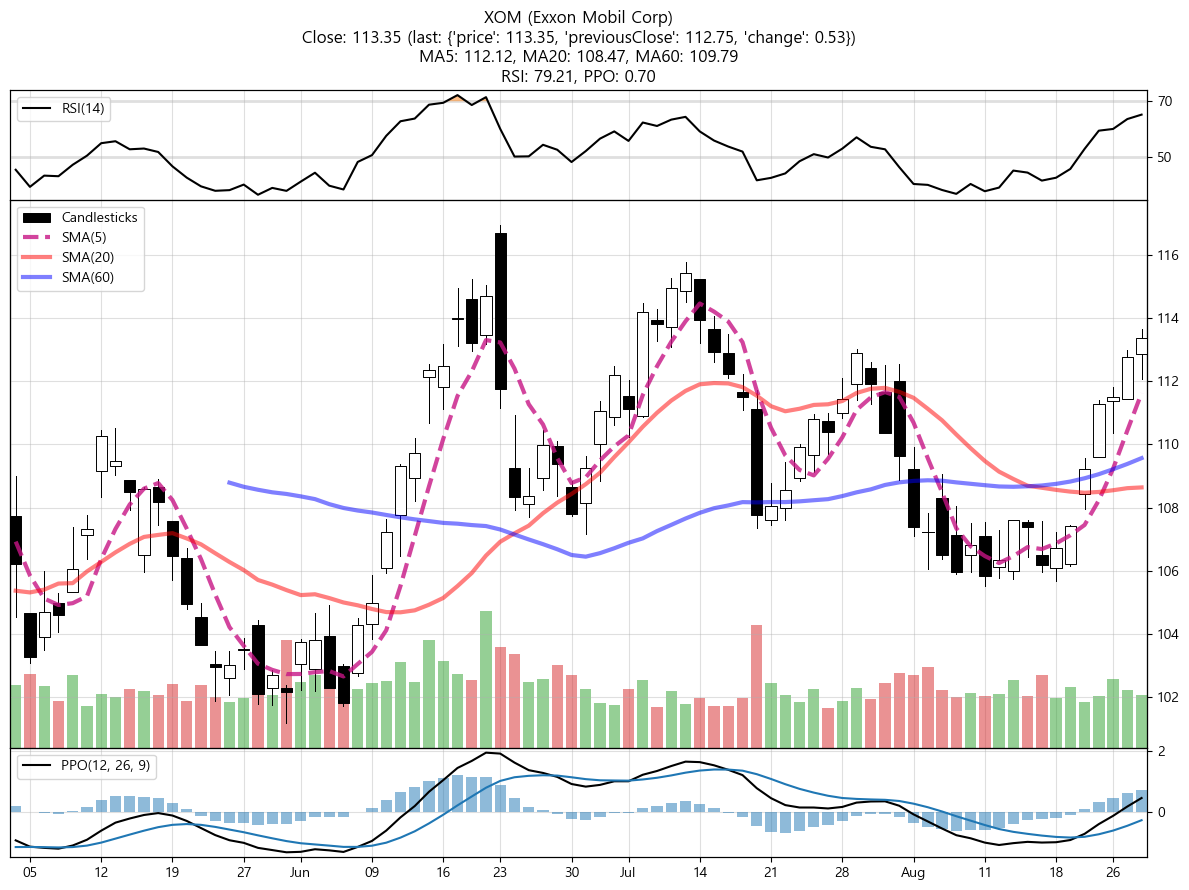 XOM (Exxon Mobil Corp)
Close: 113.35 (last: {'price': 113.35, 'previousClose': 112.75, 'change': 0.53})
MA5: 112.12, MA20: 108.47, MA60: 109.79
RSI: 79.21, PPO: 0.70
RSI(14)
70
50
Candlesticks
SMA(5)
SMA(20)
SMA(60)
116
114
112
110
108
106
104
102
PPO(12, 26, 9)
2
0
05 12 19 27 Jun 09 16 23 30 Jul 14 21 28 Aug 11 18 26